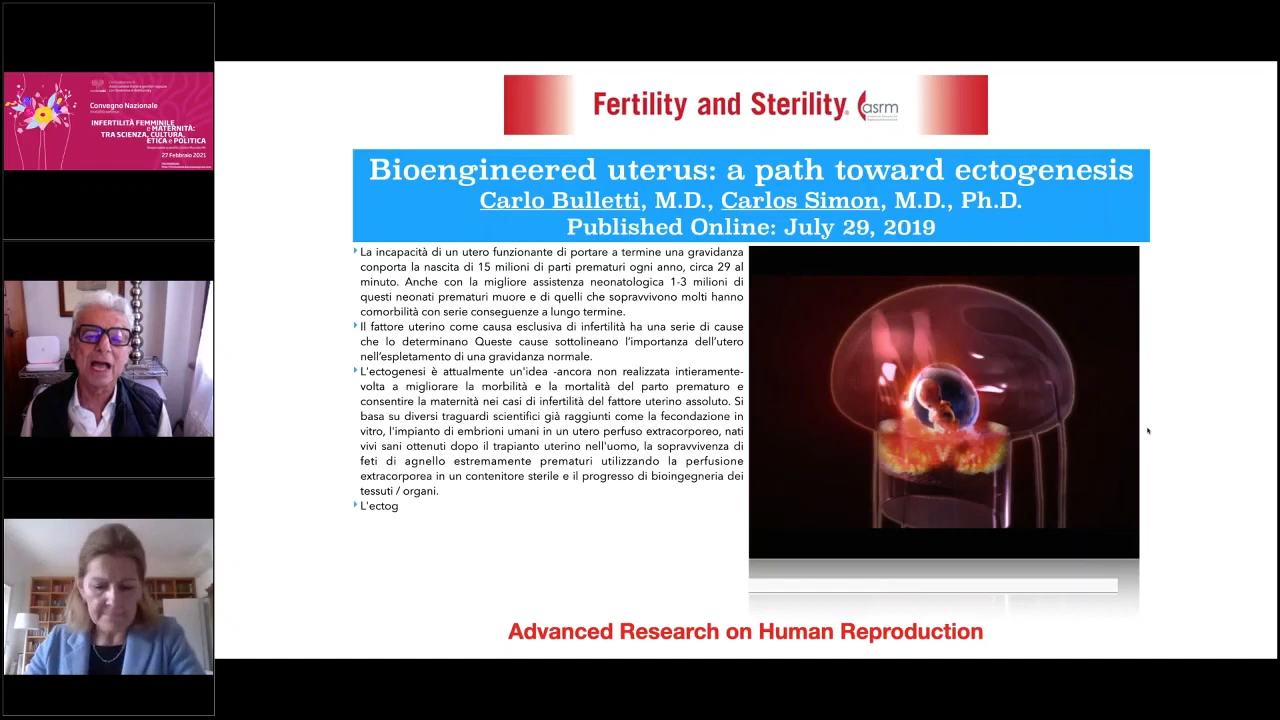 Convegno Nazionale
INFERTILITÀ FEMMINILE
e MATERNITÀ:
TRA SCIENZA, CULTURA,
ETICA e POLITICA
27 Febbraio 2021
Fertility and Sterility® asrm
Bioengineered uterus: a path toward ectogenesis
Carlo Bulletti, M.D., Carlos Simon, M.D., Ph.D.
Published Online: July 29, 2019
La incapacità di un utero funzionante di portare a termine una gravidanza
conporta la nascita di 15 milioni di parti prematuri ogni anno, circa 29 al
minuto. Anche con la migliore assistenza neonatologica 1-3 milioni di
questi neonati prematuri muore e di quelli che sopravvivono molti hanno
comorbilità con serie conseguenze a lungo termine.
Il fattore uterino come causa esclusiva di infertilità ha una serie di cause
che lo determinano Queste cause sottolineano l'importanza dell'utero
nell'espletamento di una gravidanza normale.
L'ectogenesi è attualmente un'idea -ancora non realizzata intieramente-
volta a migliorare la morbilità e la mortalità del parto prematuro e
consentire la maternità nei casi di infertilità del fattore uterino assoluto. Si
basa su diversi traguardi scientifici già raggiunti come la fecondazione in
vitro, l'impianto di embrioni umani in un utero perfuso extracorporeo, nati
vivi sani ottenuti dopo il trapianto uterino nell'uomo, la sopravvivenza di
feti di agnello estremamente prematuri utilizzando la perfusione
extracorporea in un contenitore sterile e il progresso di bioingegneria dei
tessuti / organi.
L'ectog
Advanced Research on Human Reproduction